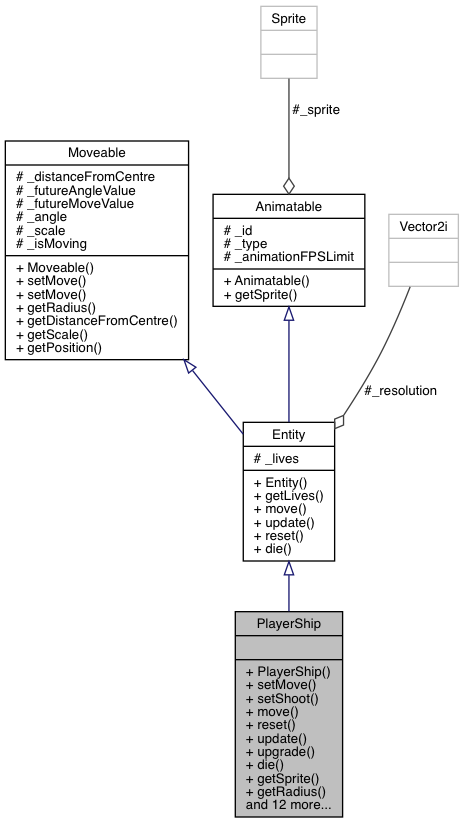 Sprite
#_sprite
Moveable
# _distanceFromCentre
# _futureAngleValue
# _futureMoveValue
# _angle
# _scale
# _isMoving
+ Moveable()
+ setMove()
+ setMove()
+ getRadius()
+ getDistanceFromCentre()
+ getScale()
+ getPosition()
Animatable
# _id
# _type
# _animationFPSLimit
+ Animatable()
+ getSprite()
Vector2i
#_resolution
Entity
# _lives
+ Entity()
+ getLives()
+ move()
+ update()
+ reset()
+ die()
PlayerShip
+ PlayerShip()
+ setMove()
+ setShoot()
+ move()
+ reset()
+ update()
+ upgrade()
+ die()
+ getSprite()
+ getRadius()
and 12 more...